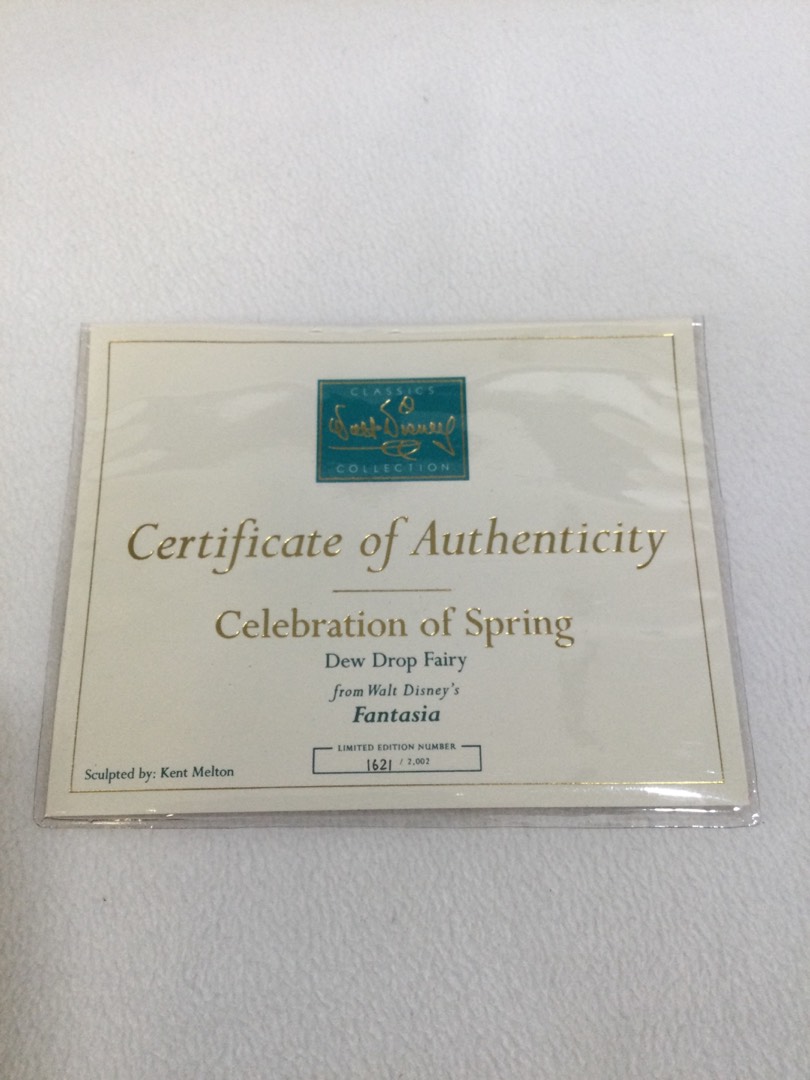 CLASSICS
Walt Disney
COLLECTION
Certificate of Authenticity
Celebration of Spring
Dew Drop Fairy
from Walt Disney's
Fantasia
LIMITED EDITION NUMBER
1621 / 2,002
Sculpted by: Kent Melton